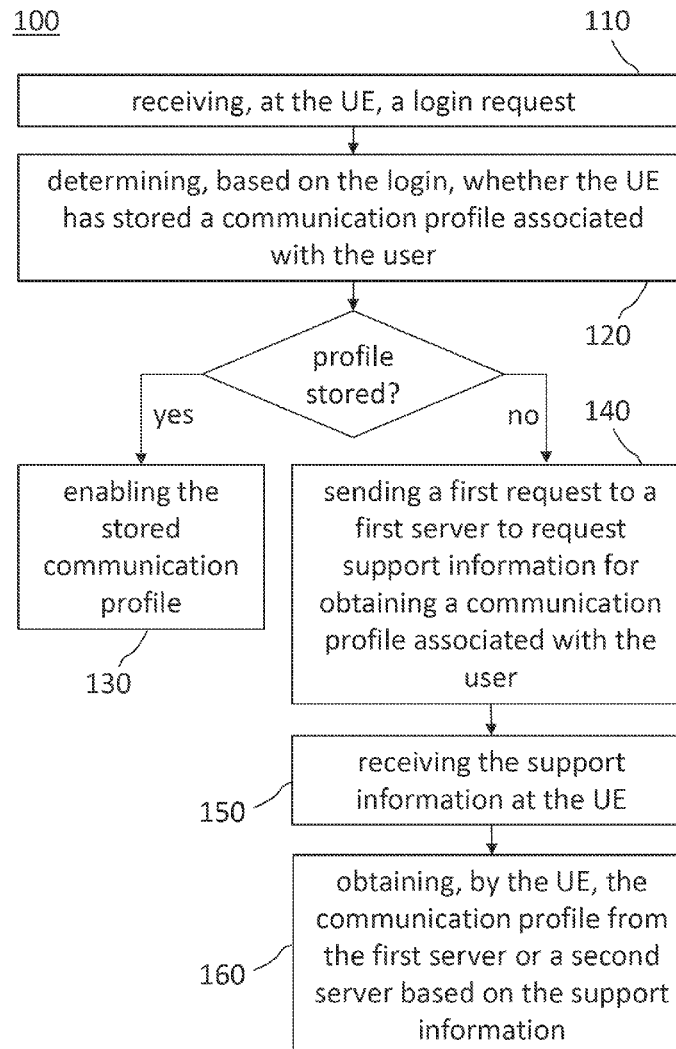 100
110
receiving, at the UE, a login request
determining, based on the login, whether the UE
has stored a communication profile associated
with the user
120
profile
stored?
yes
no
140
enabling the
stored
communication
profile
130
sending a first request to a
first server to request
support information for
obtaining a communication
profile associated with the
user
receiving the support
information at the UE
150
obtaining, by the UE, the
communication profile from
the first server or a second
server based on the support
information
160